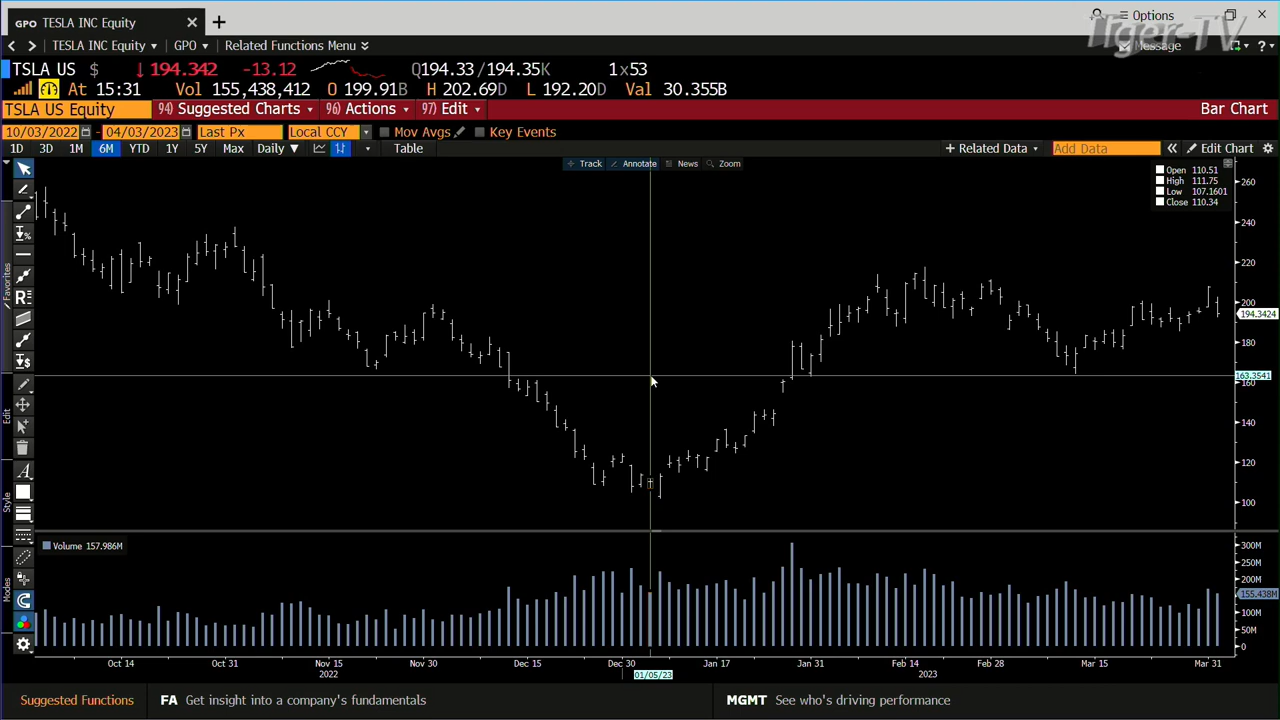 GPO TESLA INC Equity
Options
Tiger-TV
TESLA INC Equity GPO Related Functions Menu
Message
TSLA US $ ↓ 194.342 -13.12 Q194.33 / 194.35K 1x53
At 15:31 Vol 155,438,412 O 199.91B H 202.69D L 192.20D Val 30.355B
TSLA US Equity 94) Suggested Charts 96) Actions 97) Edit Bar Chart
10/03/2022 - 04/03/2023 Last Px Local CCY Mov Avgs Key Events
1D 3D 1M 6M YTD 1Y 5Y Max Daily ▼ Table + Related Data Add Data Edit Chart
Track Annotate News Zoom
Open 110.51
High 111.75
Low 107.1601
Close 110.34
260
240
220
200
194.3424
180
163.3541
160
140
120
100
Favorites
Edit
Style
Modes
Volume 157.986M
300M
250M
200M
155.438M
100M
50M
0
Oct 14 Oct 31 Nov 15 Nov 30 Dec 15 Dec 30 Jan 17 Jan 31 Feb 14 Feb 28 Mar 15 Mar 31
2022 01/05/23 2023
Suggested Functions FA Get insight into a company's fundamentals MGMT See who's driving performance